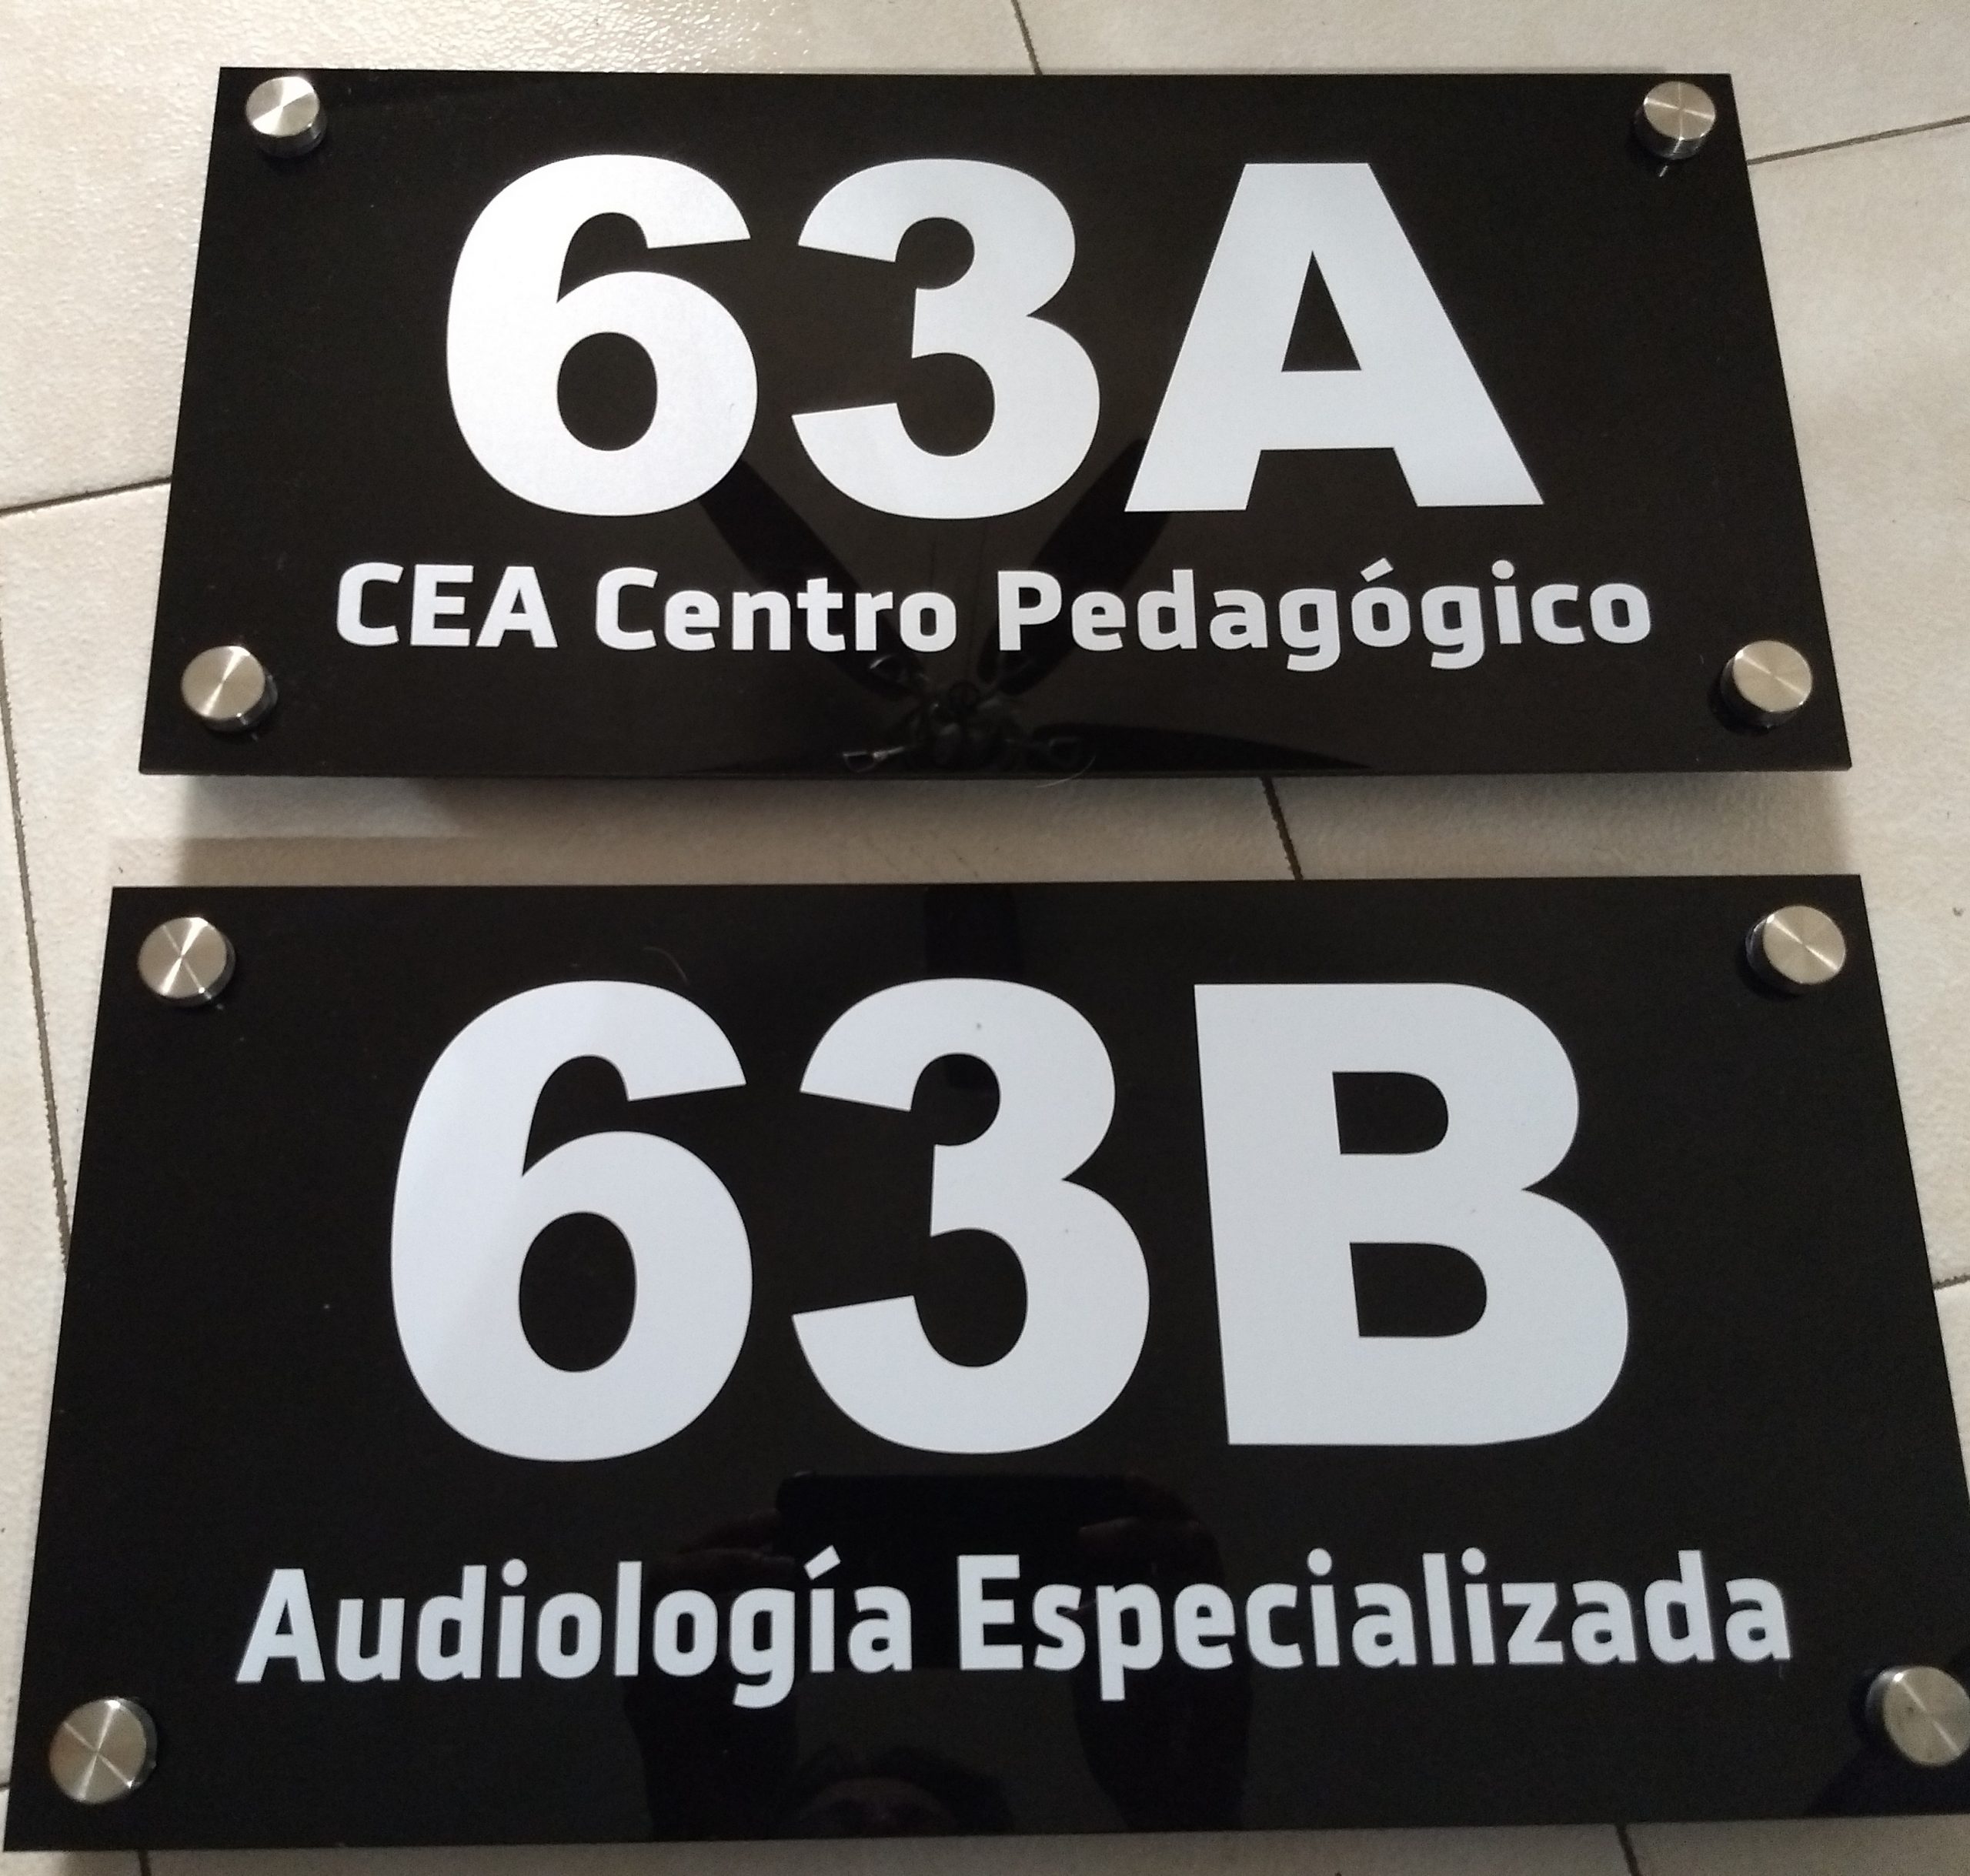 63A
CEA Centro Pedagógico
63B
Audiología Especializada